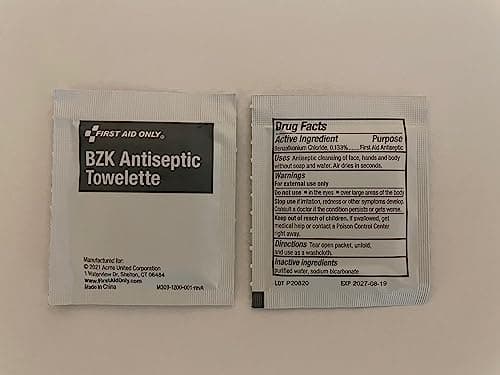 FIRST AID ONLY®
BZK Antiseptic
Towelette
Manufactured for:
© 2021 Acme United Corporation
1 Waterview Dr, Shelton, CT 06484
www.FirstAidOnly.com
Made in China
M303-1200-001-revA
Drug Facts
Active Ingredient Purpose
Benzalkonium Chloride, 0.133%......First Aid Antiseptic
Uses Antiseptic cleansing of face, hands and body
without soap and water. Air dries in seconds.
Warnings
For external use only
Do not use ▪ in the eyes ▪ over large areas of the body
Stop use if irritation, redness or other symptoms develop.
Consult a doctor if the condition persists or gets worse.
Keep out of reach of children. If swallowed, get
medical help or contact a Poison Control Center
right away.
Directions Tear open packet, unfold,
and use as a washcloth.
Inactive Ingredients
purified water, sodium bicarbonate
LOT P20820 EXP 2027-08-19